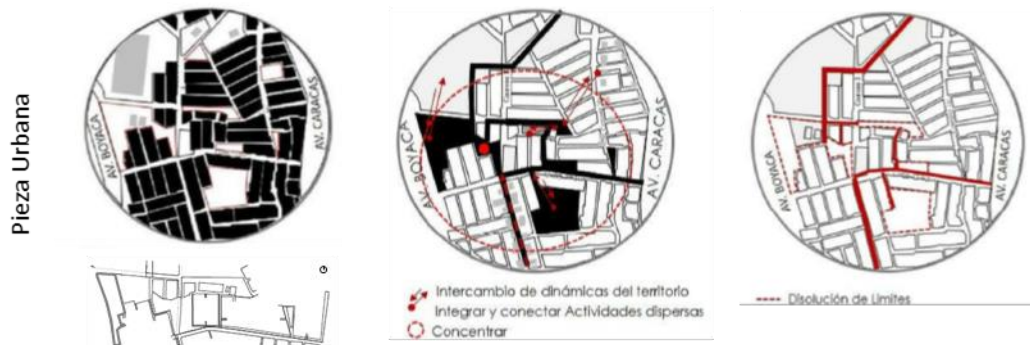 Pieza Urbana
AV. BOYACA
AV. CARACAS
AV. BOYACA
AV. CARACAS
AV. BOYACA
AV. CARACAS
Intercambio de dinámicas del territorio
Integrar y conectar Actividades dispersas
Concentrar
Disolución de Limites